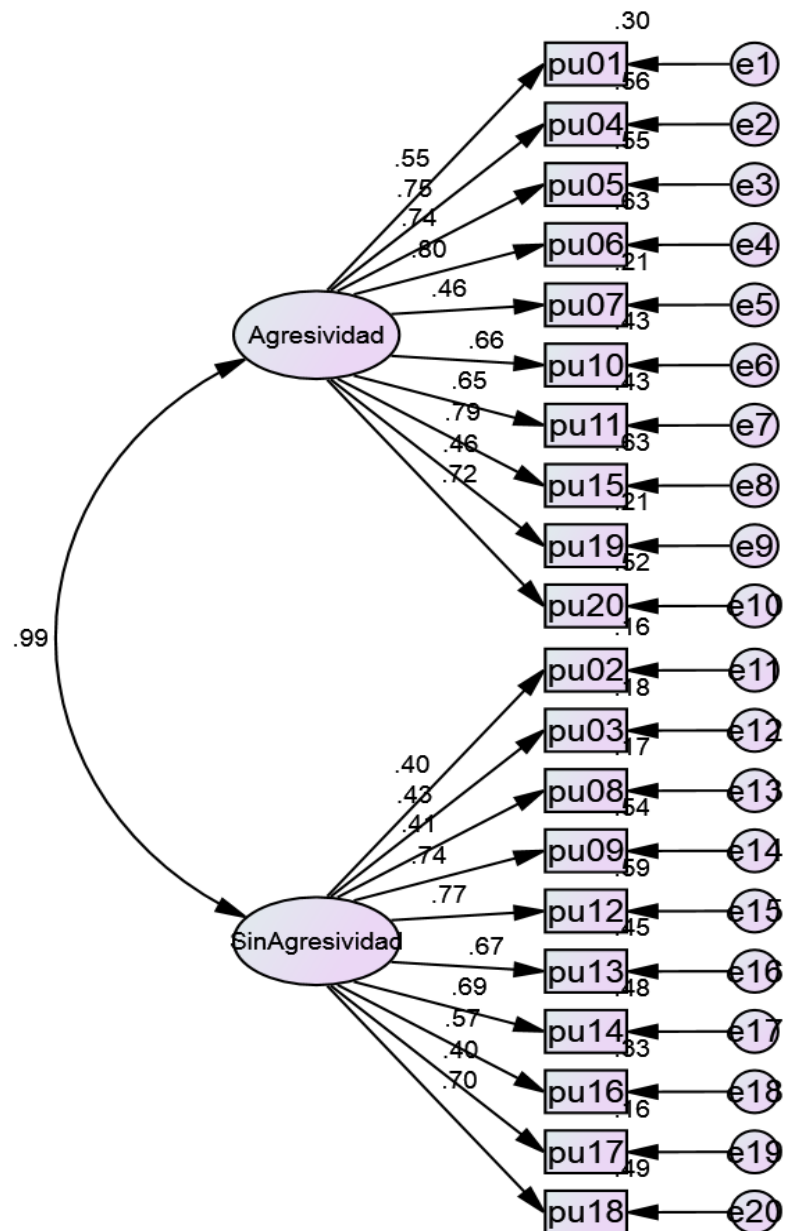 .30
pu01
e1
.56
pu04
e2
.55
pu05
e3
.63
pu06
e4
.21
pu07
e5
.43
pu10
e6
.43
pu11
e7
.63
pu15
e8
.21
pu19
e9
.52
pu20
e10
.55
.75
.74
.80
.46
.66
.65
.79
.46
.72
Agresividad
.99
.16
pu02
e11
.18
pu03
e12
.17
pu08
e13
.54
pu09
e14
.59
pu12
e15
.45
pu13
e16
.48
pu14
e17
.33
pu16
e18
.16
pu17
e19
.49
pu18
e20
.40
.43
.41
.74
.77
.67
.69
.57
.40
.70
SinAgresividad